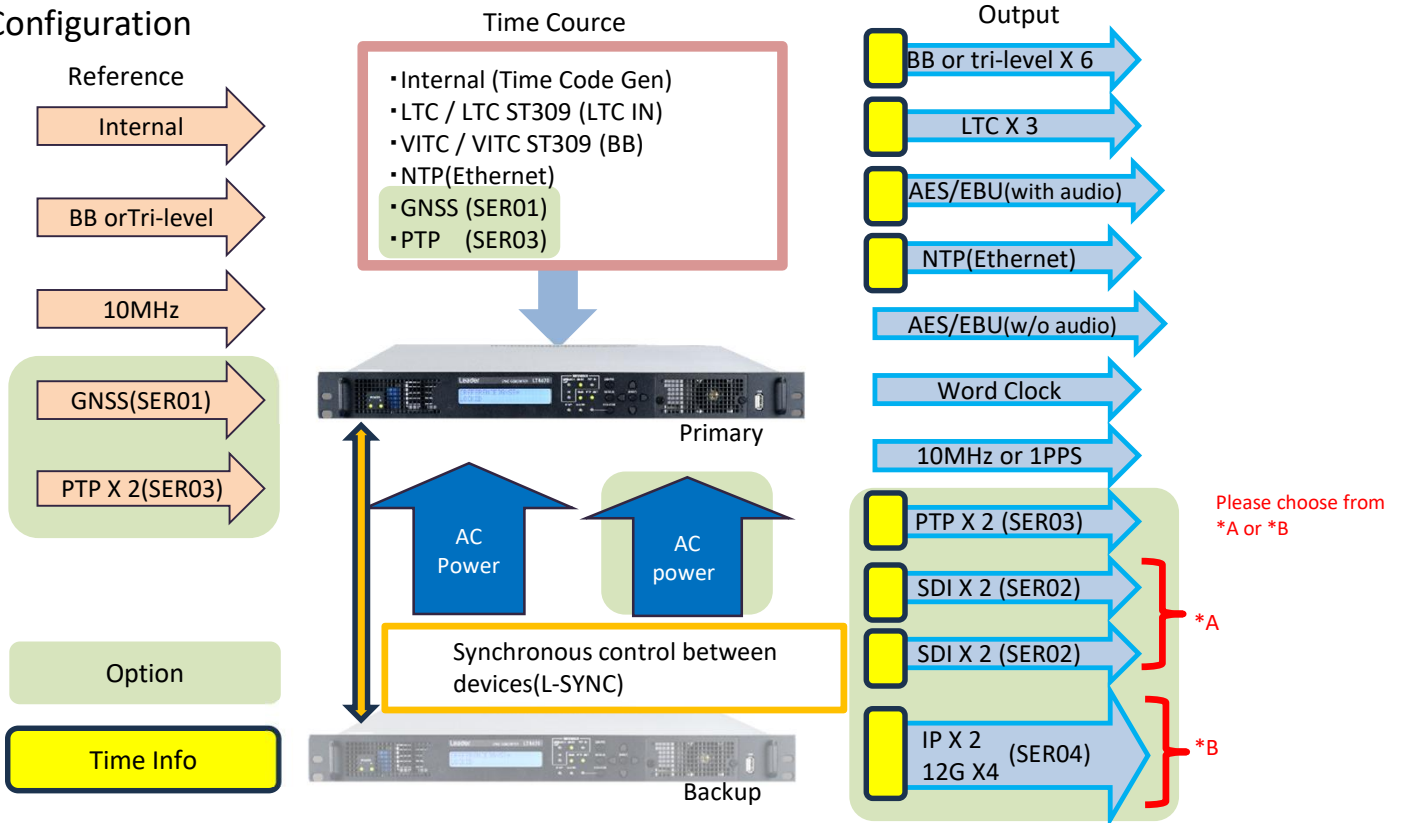 Configuration
Reference
Internal
BB orTri-level
10MHz
GNSS(SER01)
PTP X 2(SER03)
Option
Time Info
Time Cource
・Internal (Time Code Gen)
・LTC / LTC ST309 (LTC IN)
・VITC / VITC ST309 (BB)
・NTP(Ethernet)
・GNSS (SER01)
・PTP (SER03)
Leader
Primary
AC
Power
AC
power
Synchronous control between
devices(L-SYNC)
Leader
Backup
Output
BB or tri-level X 6
LTC X 3
AES/EBU(with audio)
NTP(Ethernet)
AES/EBU(w/o audio)
Word Clock
10MHz or 1PPS
PTP X 2 (SER03)
SDI X 2 (SER02)
SDI X 2 (SER02)
IP X 2
12G X4
(SER04)
Please choose from
*A or *B
*A
*B